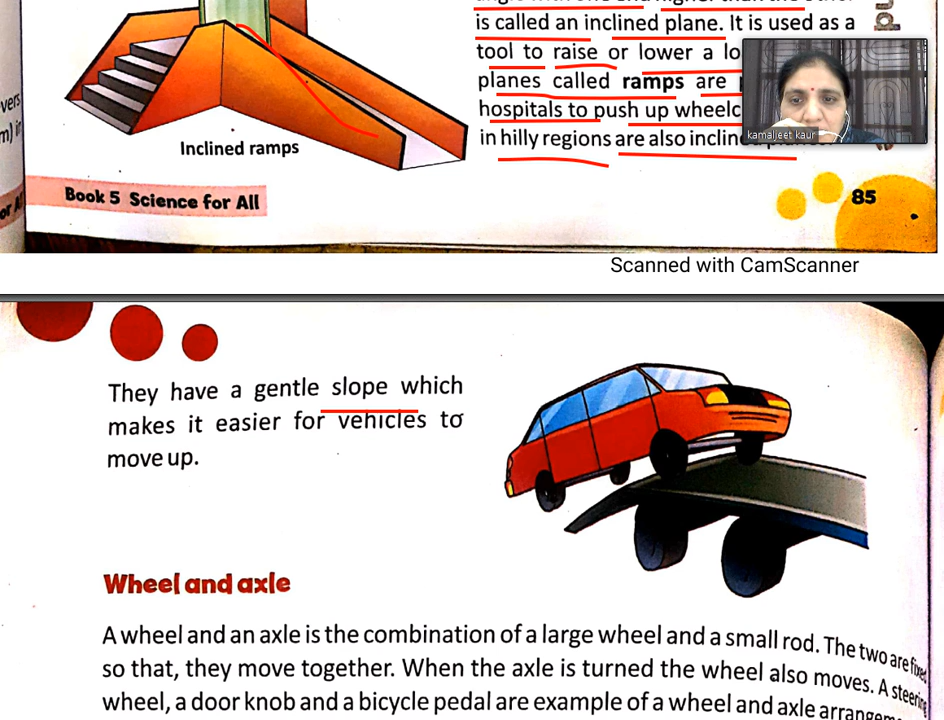 is called an inclined plane. It is used as a
tool to raise or lower a
planes called ramps are
hospitals to push up
in hilly regions are also
kamaljeet kaur
Inclined ramps
Book 5 Science for All
85
Scanned with CamScanner
They have a gentle slope which
makes it easier for vehicles to
move up.
Wheel and axle
A wheel and an axle is the combination of a large wheel and a small rod. The two are fixed
so that, they move together. When the axle is turned the wheel also moves. A steering
wheel, a door knob and a bicycle pedal are example of a wheel and axle